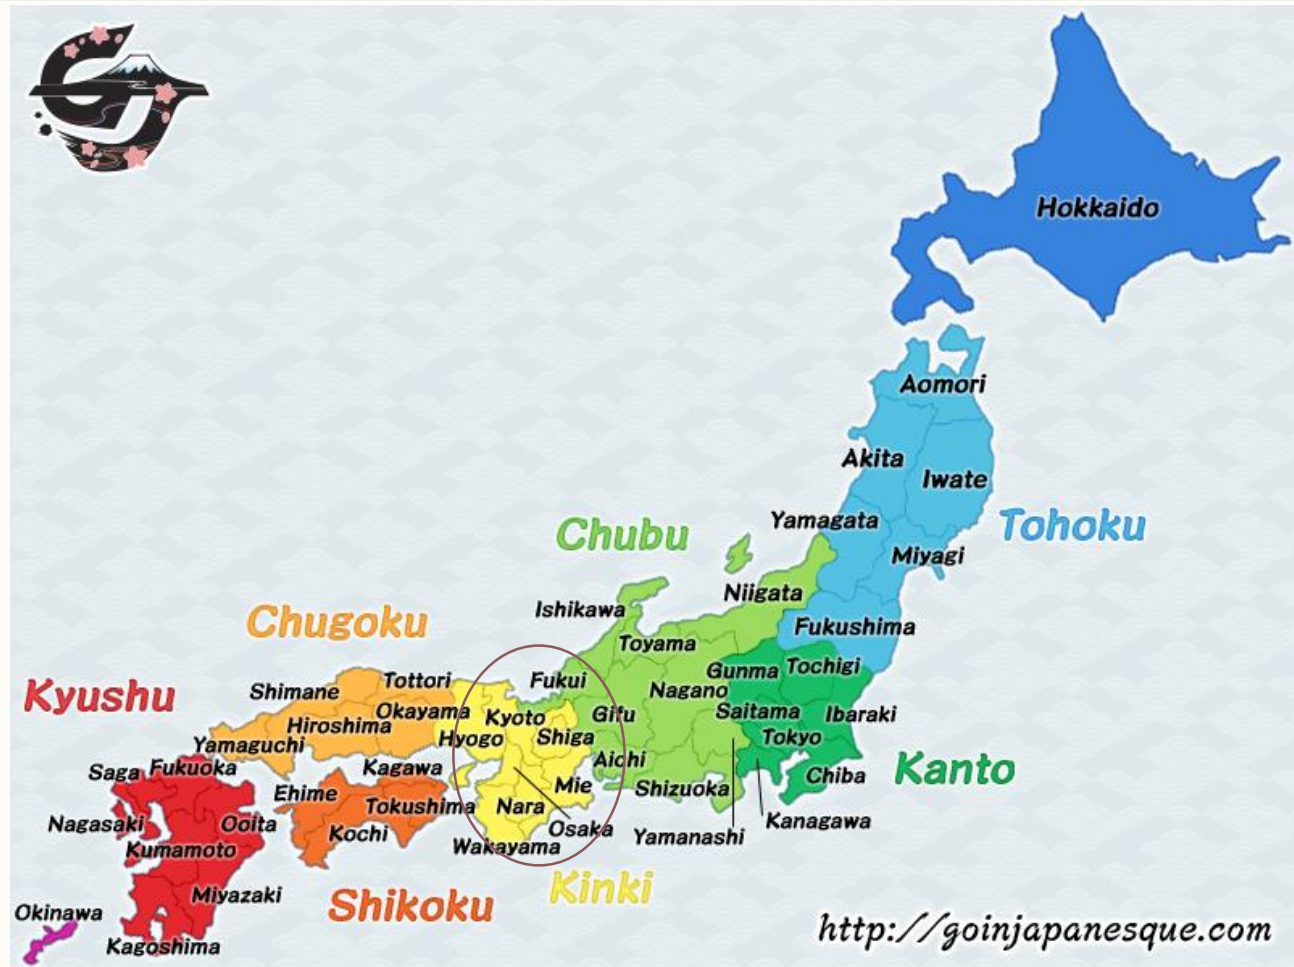 Hokkaido
Aomori
Akita
Iwate
Yamagata
Tohoku
Miyagi
Chubu
Niigata
Ishikawa
Fukushima
Chugoku
Toyama
Gunma
Tochigi
Kyushu
Shimane
Tottori
Fukui
Nagano
Okayama
Kyoto
Gifu
Saitama
Ibaraki
Hiroshima
Hyogo
Shiga
Tokyo
Yamaguchi
Aichi
Saga
Fukuoka
Kagawa
Kanto
Chiba
Ehime
Tokushima
Nara
Mie
Shizuoka
Nagasaki
Ooita
Kochi
Osaka
Yamanashi
Kanagawa
Kumamoto
Wakayama
Kinki
Miyazaki
Shikoku
Okinawa
Kagoshima
http://goinjapanesque.com